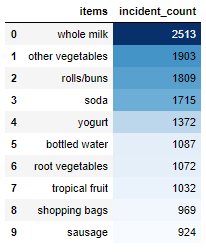 items incident_count
0 whole milk 2513
1 other vegetables 1903
2 rolls/buns 1809
3 soda 1715
4 yogurt 1372
5 bottled water 1087
6 root vegetables 1072
7 tropical fruit 1032
8 shopping bags 969
9 sausage 924